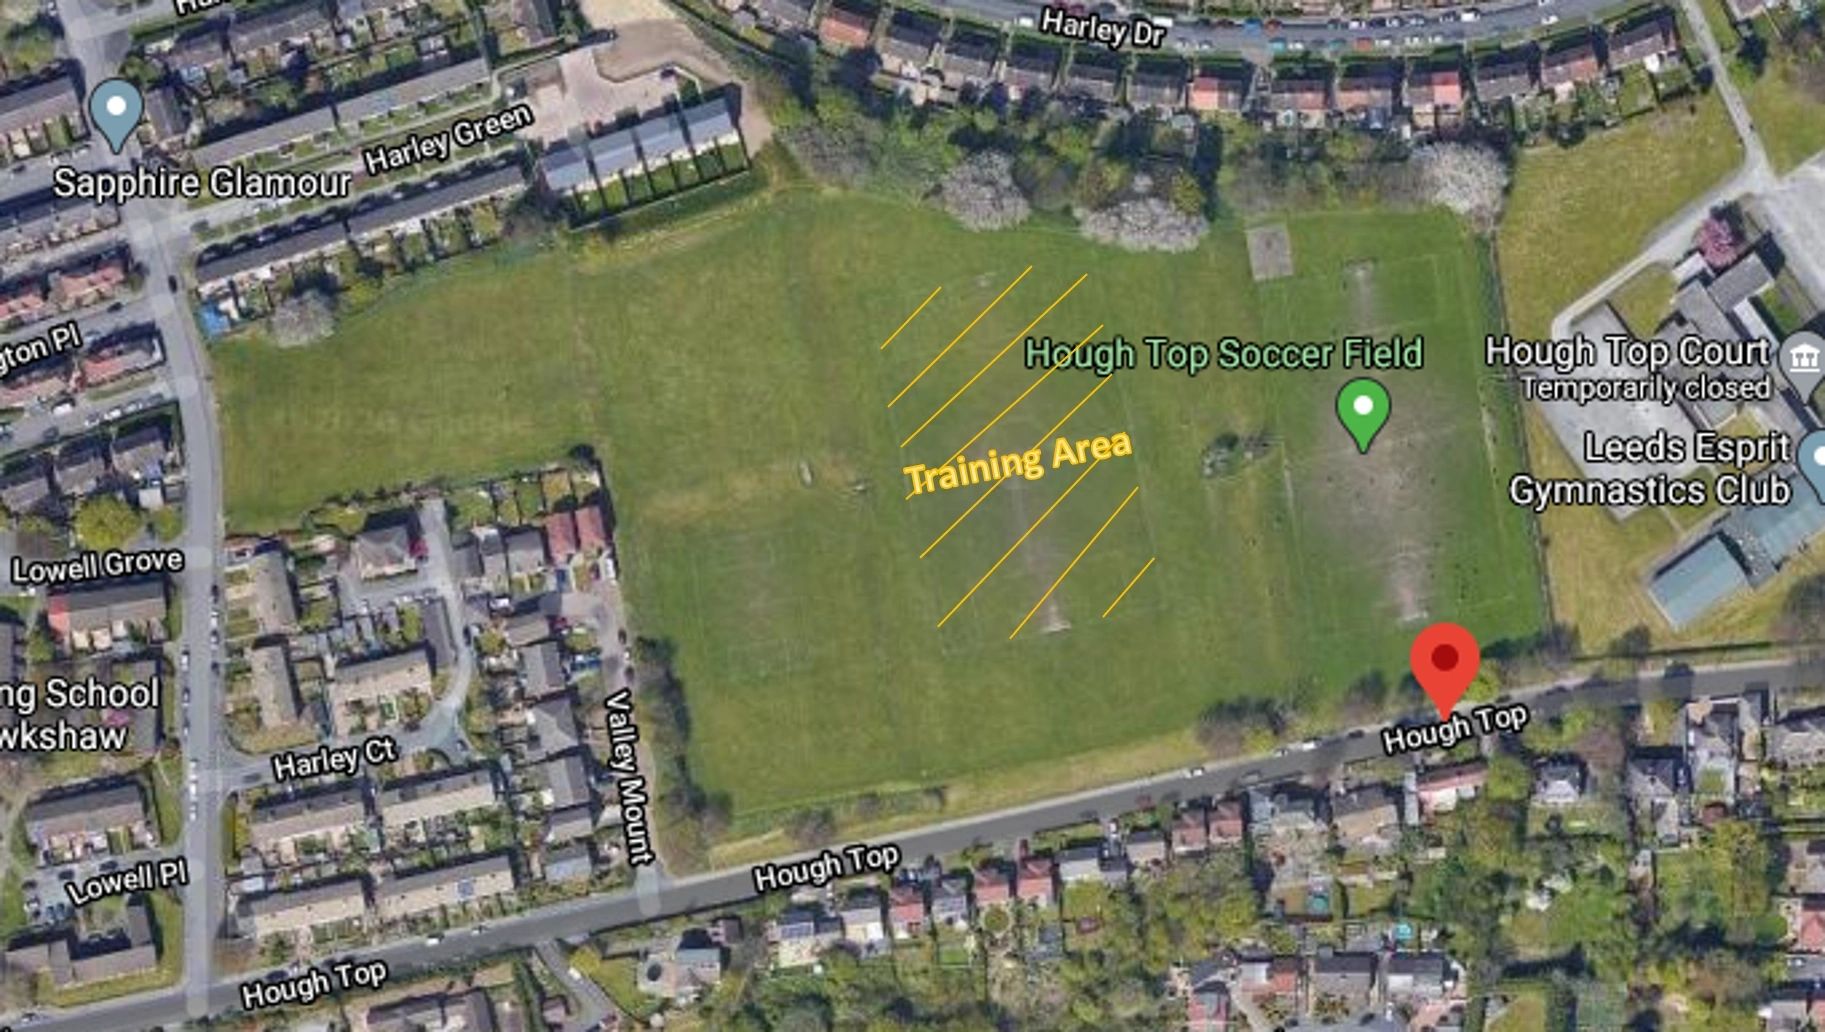 Harley Dr
Harley Green
Sapphire Glamour
gton Pl
Hough Top Soccer Field
Hough Top Court
Temporarily closed
Leeds Esprit
Gymnastics Club
Training Area
Lowell Grove
ng School
wkshaw
Harley Ct
Valley Mount
Hough Top
Lowell Pl
Hough Top
Hough Top